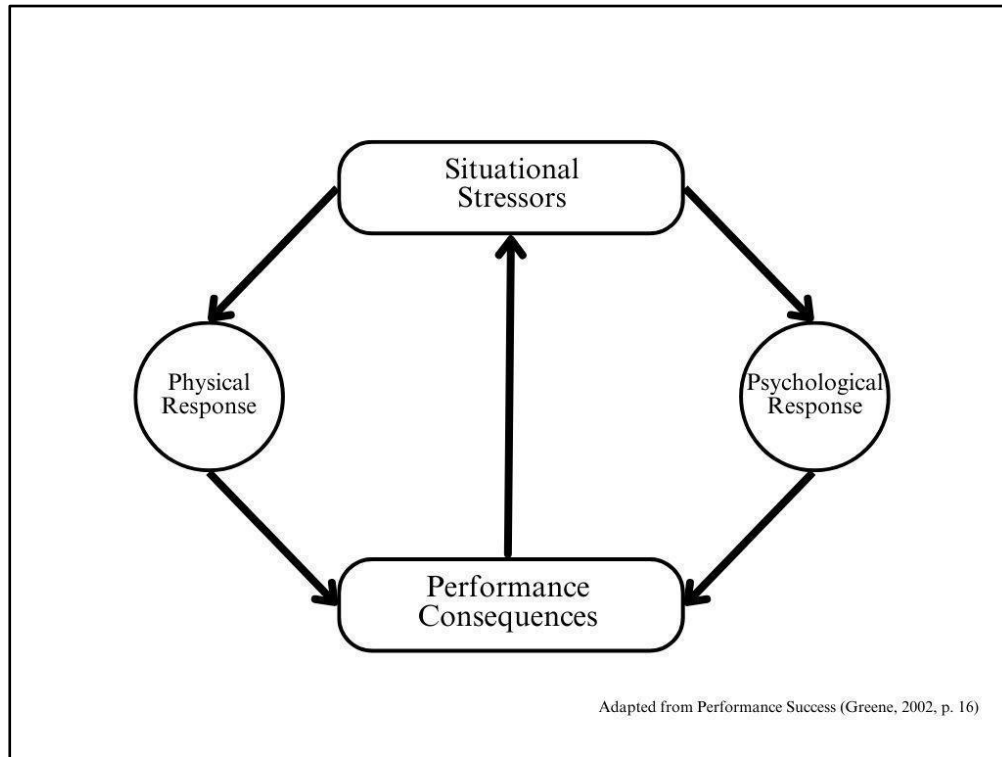 Situational
Stressors
Physical
Response
Psychological
Response
Performance
Consequences
Adapted from Performance Success (Greene, 2002, p. 16)